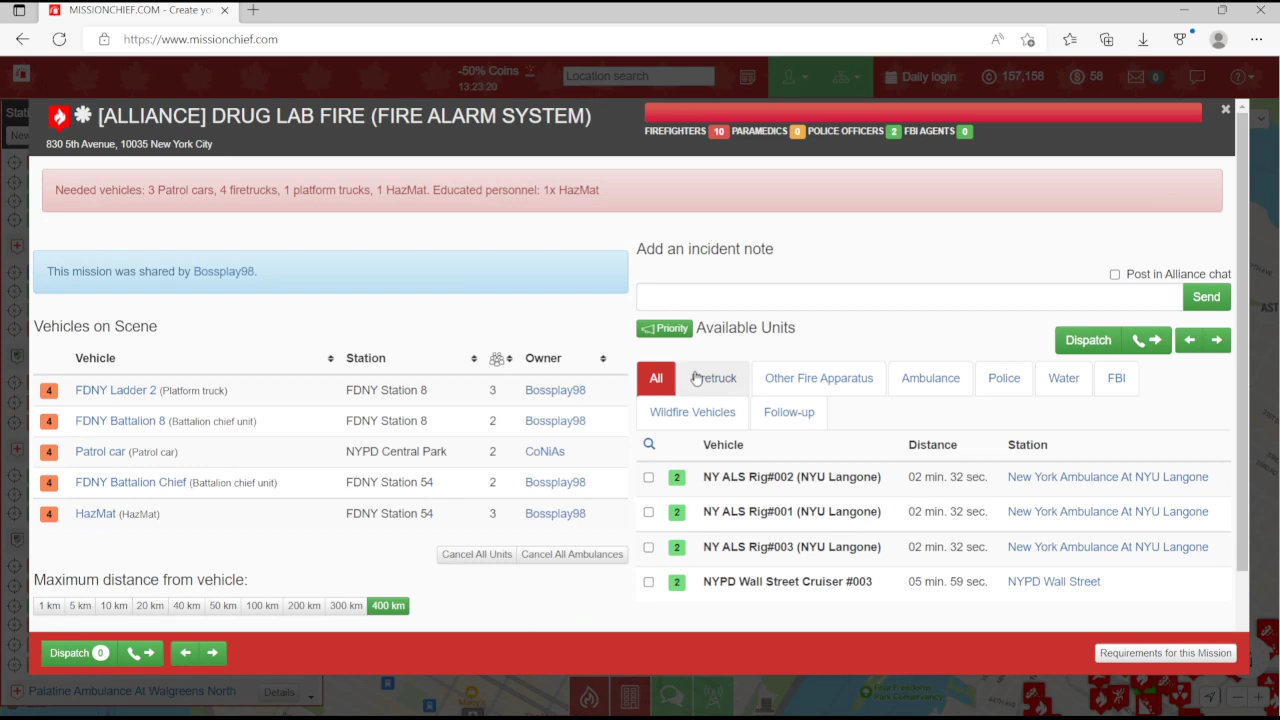 MISSIONCHIEF.COM - Create yo
https://www.missionchief.com
-50% Coins
13:23:20
Location search
Daily login
157,158
58
0
[ALLIANCE] DRUG LAB FIRE (FIRE ALARM SYSTEM)
830 5th Avenue, 10035 New York City
FIREFIGHTERS 10 PARAMEDICS 0 POLICE OFFICERS 2 FBI AGENTS 0
Needed vehicles: 3 Patrol cars, 4 firetrucks, 1 platform trucks, 1 HazMat. Educated personnel: 1x HazMat
This mission was shared by Bossplay98.
Vehicles on Scene
Vehicle Station Owner
4 FDNY Ladder 2 (Platform truck) FDNY Station 8 3 Bossplay98
4 FDNY Battalion 8 (Battalion chief unit) FDNY Station 8 2 Bossplay98
4 Patrol car (Patrol car) NYPD Central Park 2 CoNiAs
4 FDNY Battalion Chief (Battalion chief unit) FDNY Station 54 2 Bossplay98
4 HazMat (HazMat) FDNY Station 54 3 Bossplay98
Cancel All Units Cancel All Ambulances
Maximum distance from vehicle:
1 km 5 km 10 km 20 km 40 km 50 km 100 km 200 km 300 km 400 km
Add an incident note
Post in Alliance chat
Send
Priority Available Units
Dispatch
All retruck Other Fire Apparatus Ambulance Police Water FBI
Wildfire Vehicles Follow-up
Vehicle Distance Station
2 NY ALS Rig#002 (NYU Langone) 02 min. 32 sec. New York Ambulance At NYU Langone
2 NY ALS Rig#001 (NYU Langone) 02 min. 32 sec. New York Ambulance At NYU Langone
2 NY ALS Rig#003 (NYU Langone) 02 min. 32 sec. New York Ambulance At NYU Langone
2 NYPD Wall Street Cruiser #003 05 min. 59 sec. NYPD Wall Street
Dispatch 0
Requirements for this Mission
Palatine Ambulance At Walgreens North Details